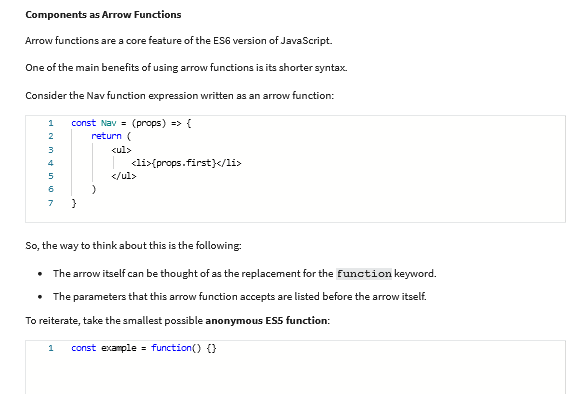 Components as Arrow Functions
Arrow functions are a core feature of the ES6 version of JavaScript.
One of the main benefits of using arrow functions is its shorter syntax.
Consider the Nav function expression written as an arrow function:
1 const Nav = (props) => {
2     return (
3         <ul>
4             <li>{props.first}</li>
5         </ul>
6     )
7 }
So, the way to think about this is the following:
• The arrow itself can be thought of as the replacement for the function keyword.
• The parameters that this arrow function accepts are listed before the arrow itself.
To reiterate, take the smallest possible anonymous ES5 function:
1 const example = function() {}